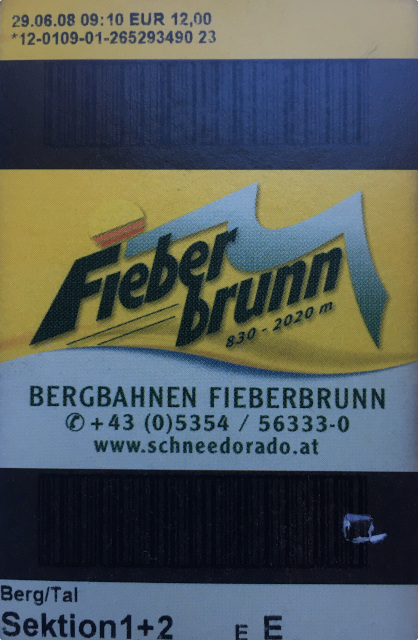 29.06.08 09:10 EUR 12,00
*12-0109-01-265293490 23
Fieber
brunn
830 - 2020 m
BERGBAHNEN FIEBERBRUNN
✆ +43 (0)5354 / 56333-0
www.schneedorado.at
Berg/Tal
Sektion1+2 E E